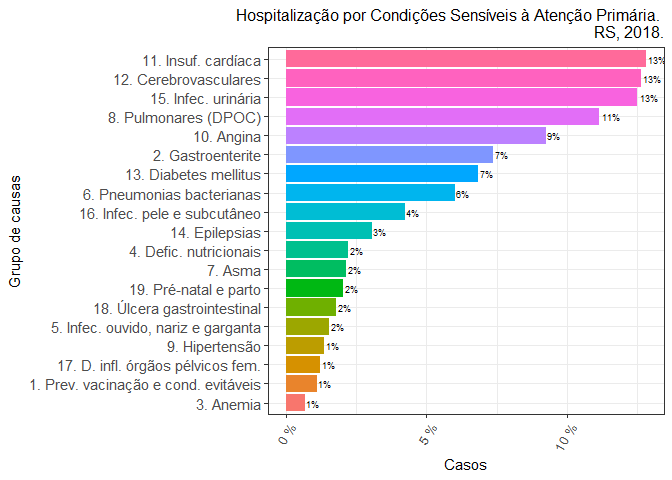 Hospitalização por Condições Sensíveis à Atenção Primária.
RS, 2018.
Grupo de causas
11. Insuf. cardíaca 13%
12. Cerebrovasculares 13%
15. Infec. urinária 13%
8. Pulmonares (DPOC) 11%
10. Angina 9%
2. Gastroenterite 7%
13. Diabetes mellitus 7%
6. Pneumonias bacterianas 6%
16. Infec. pele e subcutâneo 4%
14. Epilepsias 3%
4. Defic. nutricionais 2%
7. Asma 2%
19. Pré-natal e parto 2%
18. Úlcera gastrointestinal 2%
5. Infec. ouvido, nariz e garganta 2%
9. Hipertensão 1%
17. D. infl. órgãos pélvicos fem. 1%
1. Prev. vacinação e cond. evitáveis 1%
3. Anemia 1%
0 % 5 % 10 %
Casos